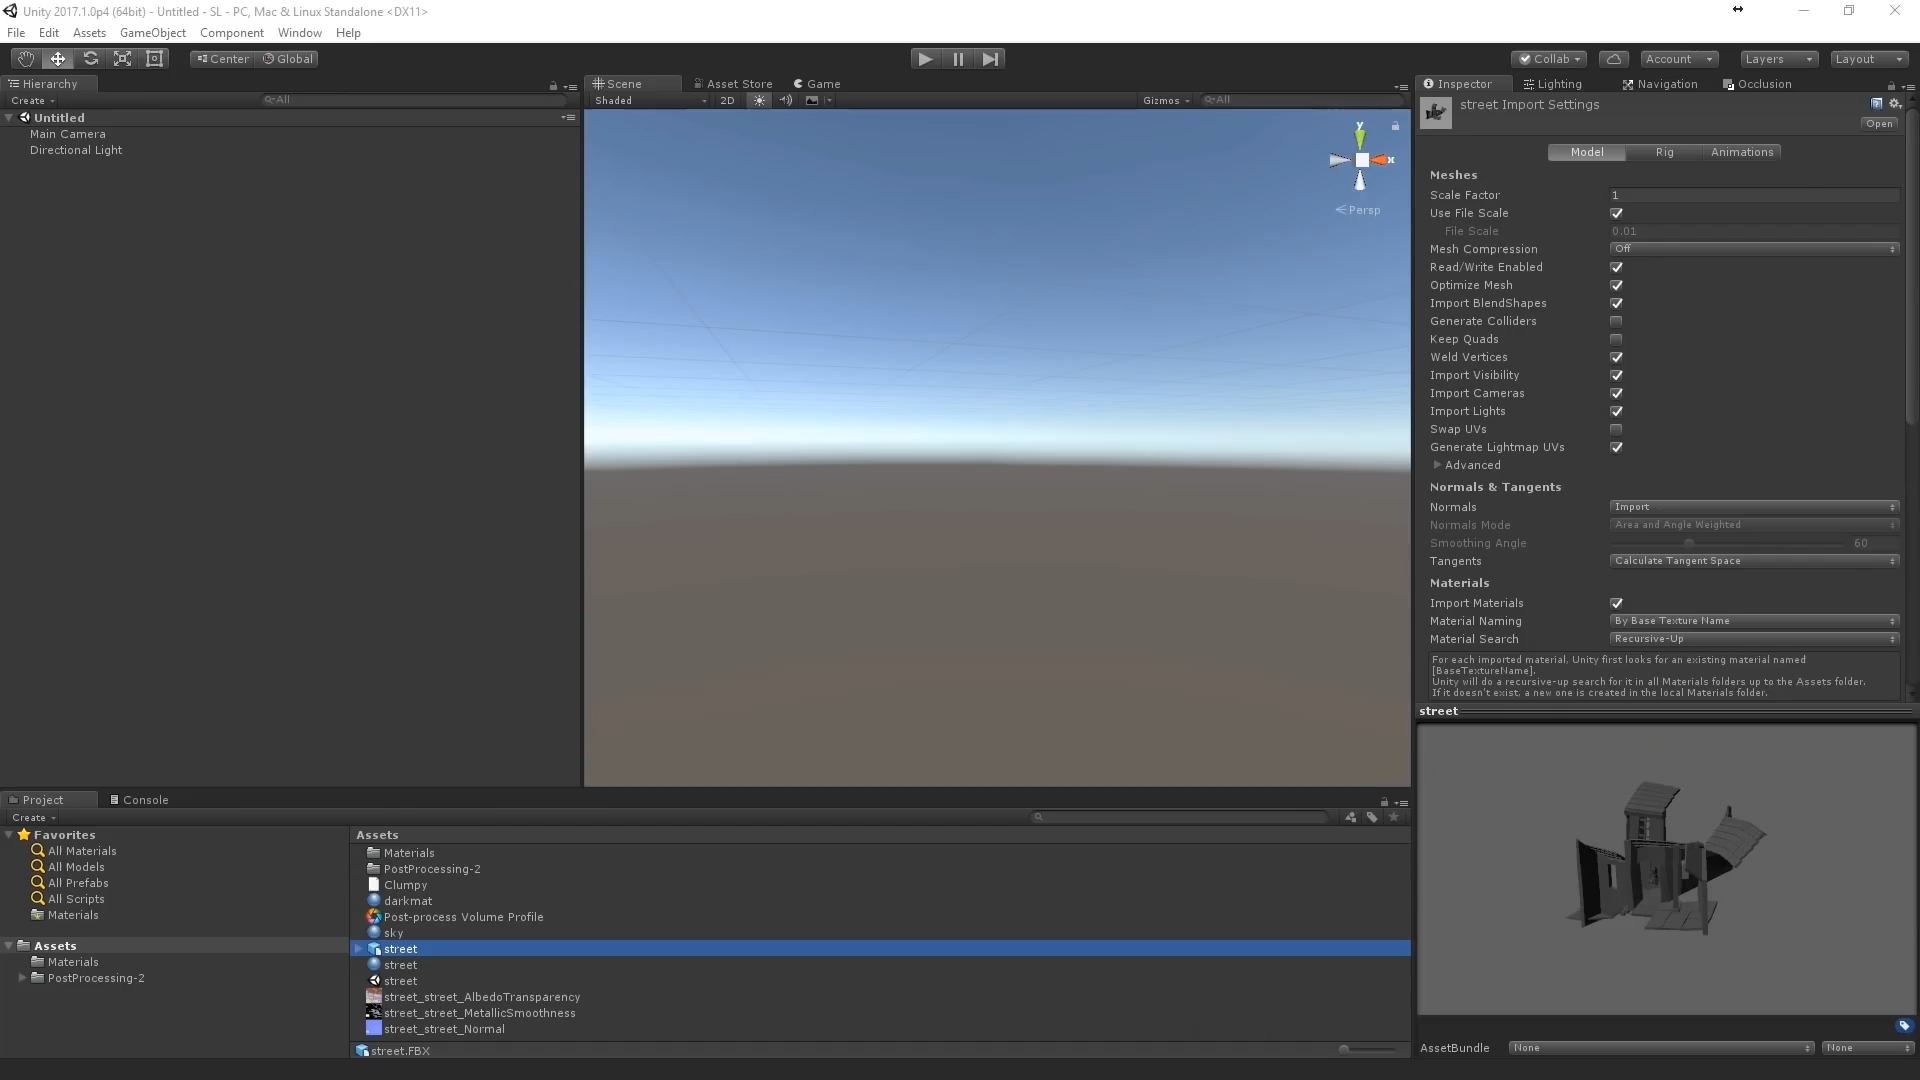 Unity 2017.1.0p4 (64bit) - Untitled - SL - PC, Mac & Linux Standalone <DX11>
File Edit Assets GameObject Component Window Help
Center Global Collab Account Layers Layout
Hierarchy
Create All
Untitled
Main Camera
Directional Light
Scene Asset Store Game
Shaded 2D Gizmos All
y
x
Persp
Inspector Lighting Navigation Occlusion
street Import Settings
Open
Model Rig Animations
Meshes
Scale Factor 1
Use File Scale
File Scale 0.01
Mesh Compression Off
Read/Write Enabled
Optimize Mesh
Import BlendShapes
Generate Colliders
Keep Quads
Weld Vertices
Import Visibility
Import Cameras
Import Lights
Swap UVs
Generate Lightmap UVs
Advanced
Normals & Tangents
Normals Import
Normals Mode Area and Angle Weighted
Smoothing Angle 60
Tangents Calculate Tangent Space
Materials
Import Materials
Material Naming By Base Texture Name
Material Search Recursive-Up
For each imported material, Unity first looks for an existing material named
[BaseTextureName].
Unity will do a recursive-up search for it in all Materials folders up to the Assets folder.
If it doesn't exist, a new one is created in the local Materials folder.
street
AssetBundle None None
Project Console
Create
Favorites
All Materials
All Models
All Prefabs
All Scripts
Materials
Assets
Materials
PostProcessing-2
Assets
Materials
PostProcessing-2
Clumpy
darkmat
Post-process Volume Profile
sky
street
street
street
street_street_AlbedoTransparency
street_street_MetallicSmoothness
street_street_Normal
street.FBX